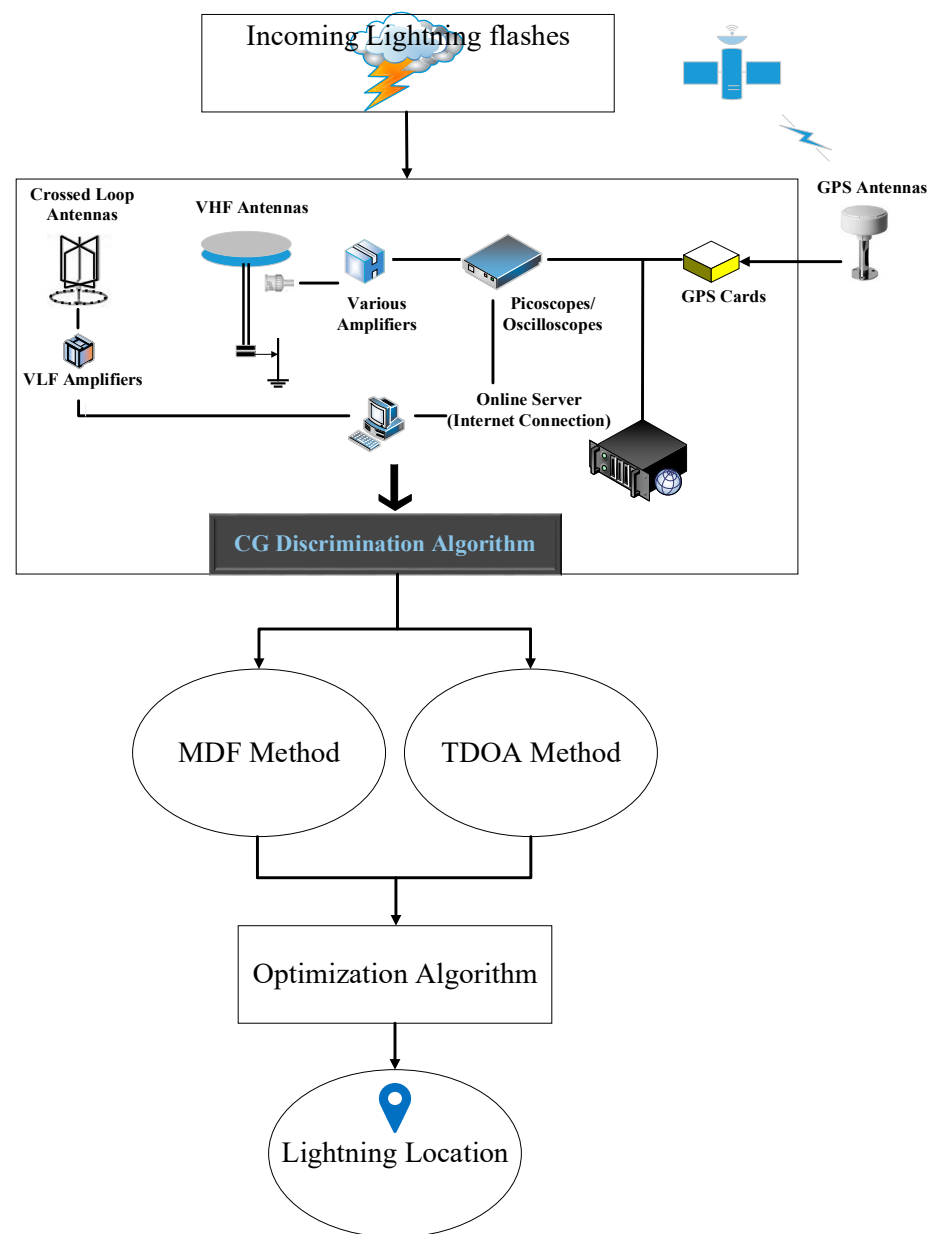 Incoming Lightning flashes
Crossed Loop
Antennas
VHF Antennas
GPS Antennas
Various
Amplifiers
Picoscopes/
Oscilloscopes
GPS Cards
VLF Amplifiers
Online Server
(Internet Connection)
CG Discrimination Algorithm
MDF Method
TDOA Method
Optimization Algorithm
Lightning Location